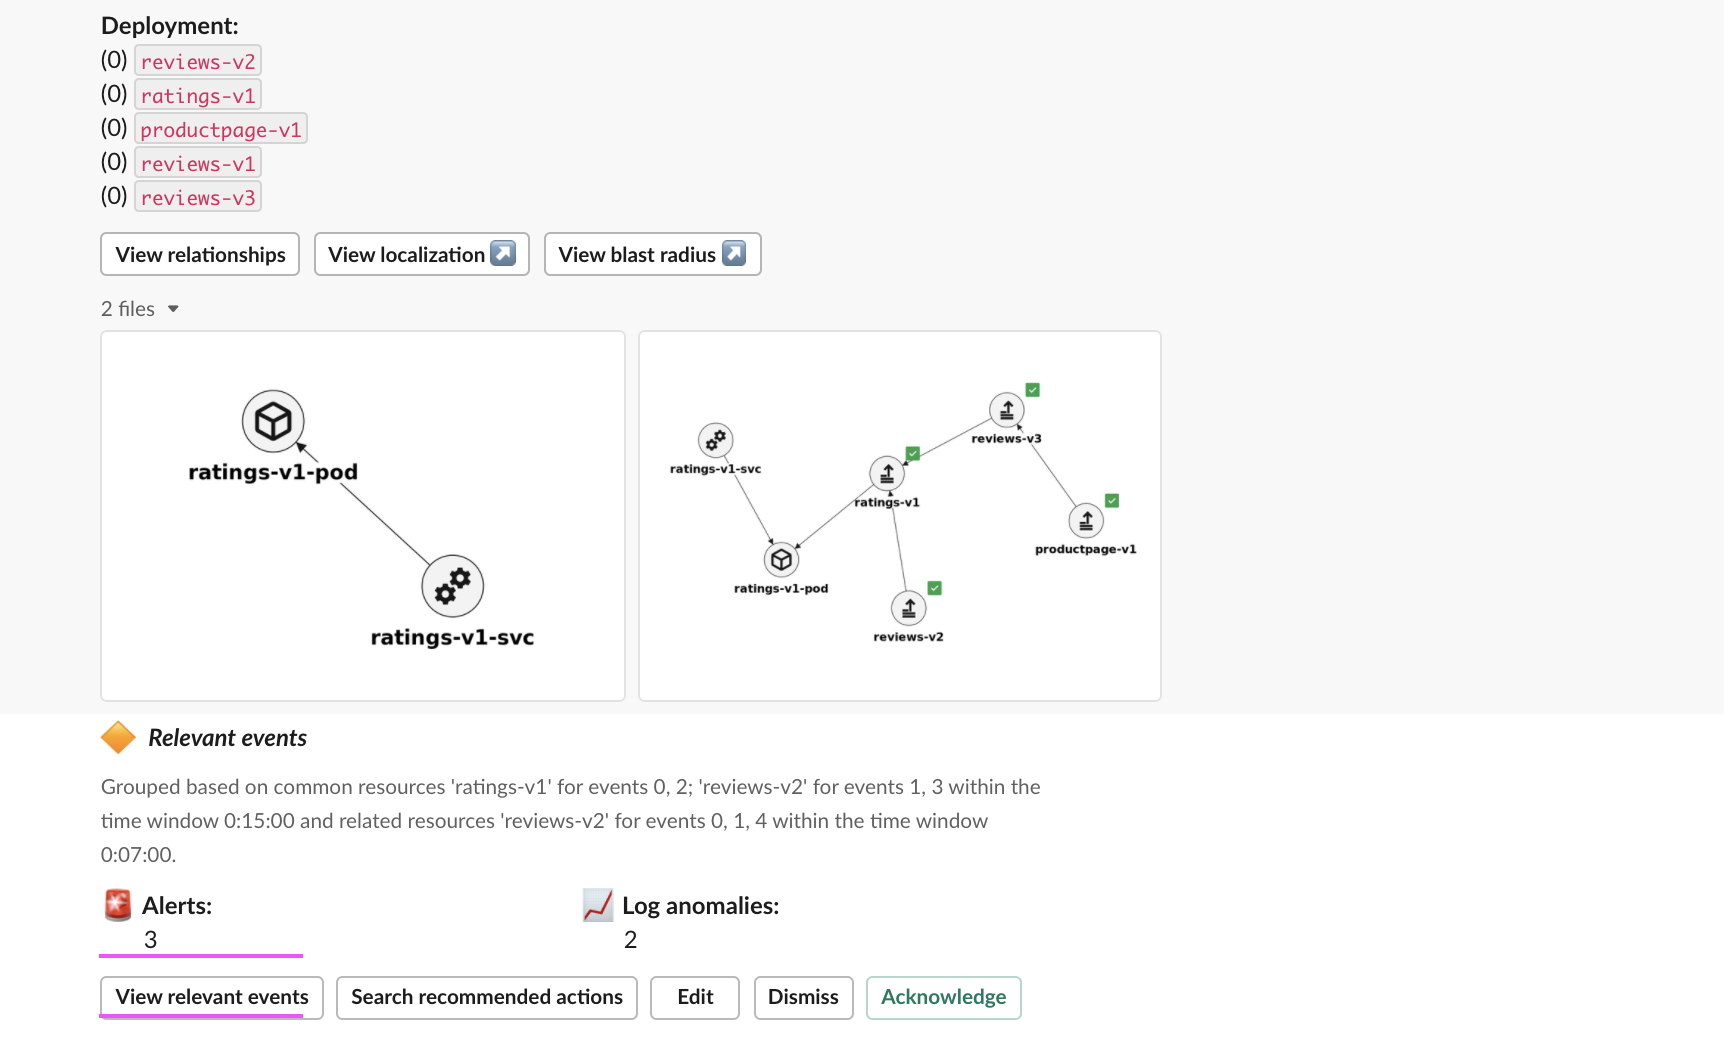 Deployment:
(0) reviews-v2
(0) ratings-v1
(0) productpage-v1
(0) reviews-v1
(0) reviews-v3
View relationships View localization View blast radius
2 files
ratings-v1-pod
ratings-v1-svc
reviews-v3
ratings-v1-svc
ratings-v1
productpage-v1
ratings-v1-pod
reviews-v2
Relevant events
Grouped based on common resources 'ratings-v1' for events 0, 2; 'reviews-v2' for events 1, 3 within the
time window 0:15:00 and related resources 'reviews-v2' for events 0, 1, 4 within the time window
0:07:00.
Alerts: Log anomalies:
3 2
View relevant events Search recommended actions Edit Dismiss Acknowledge